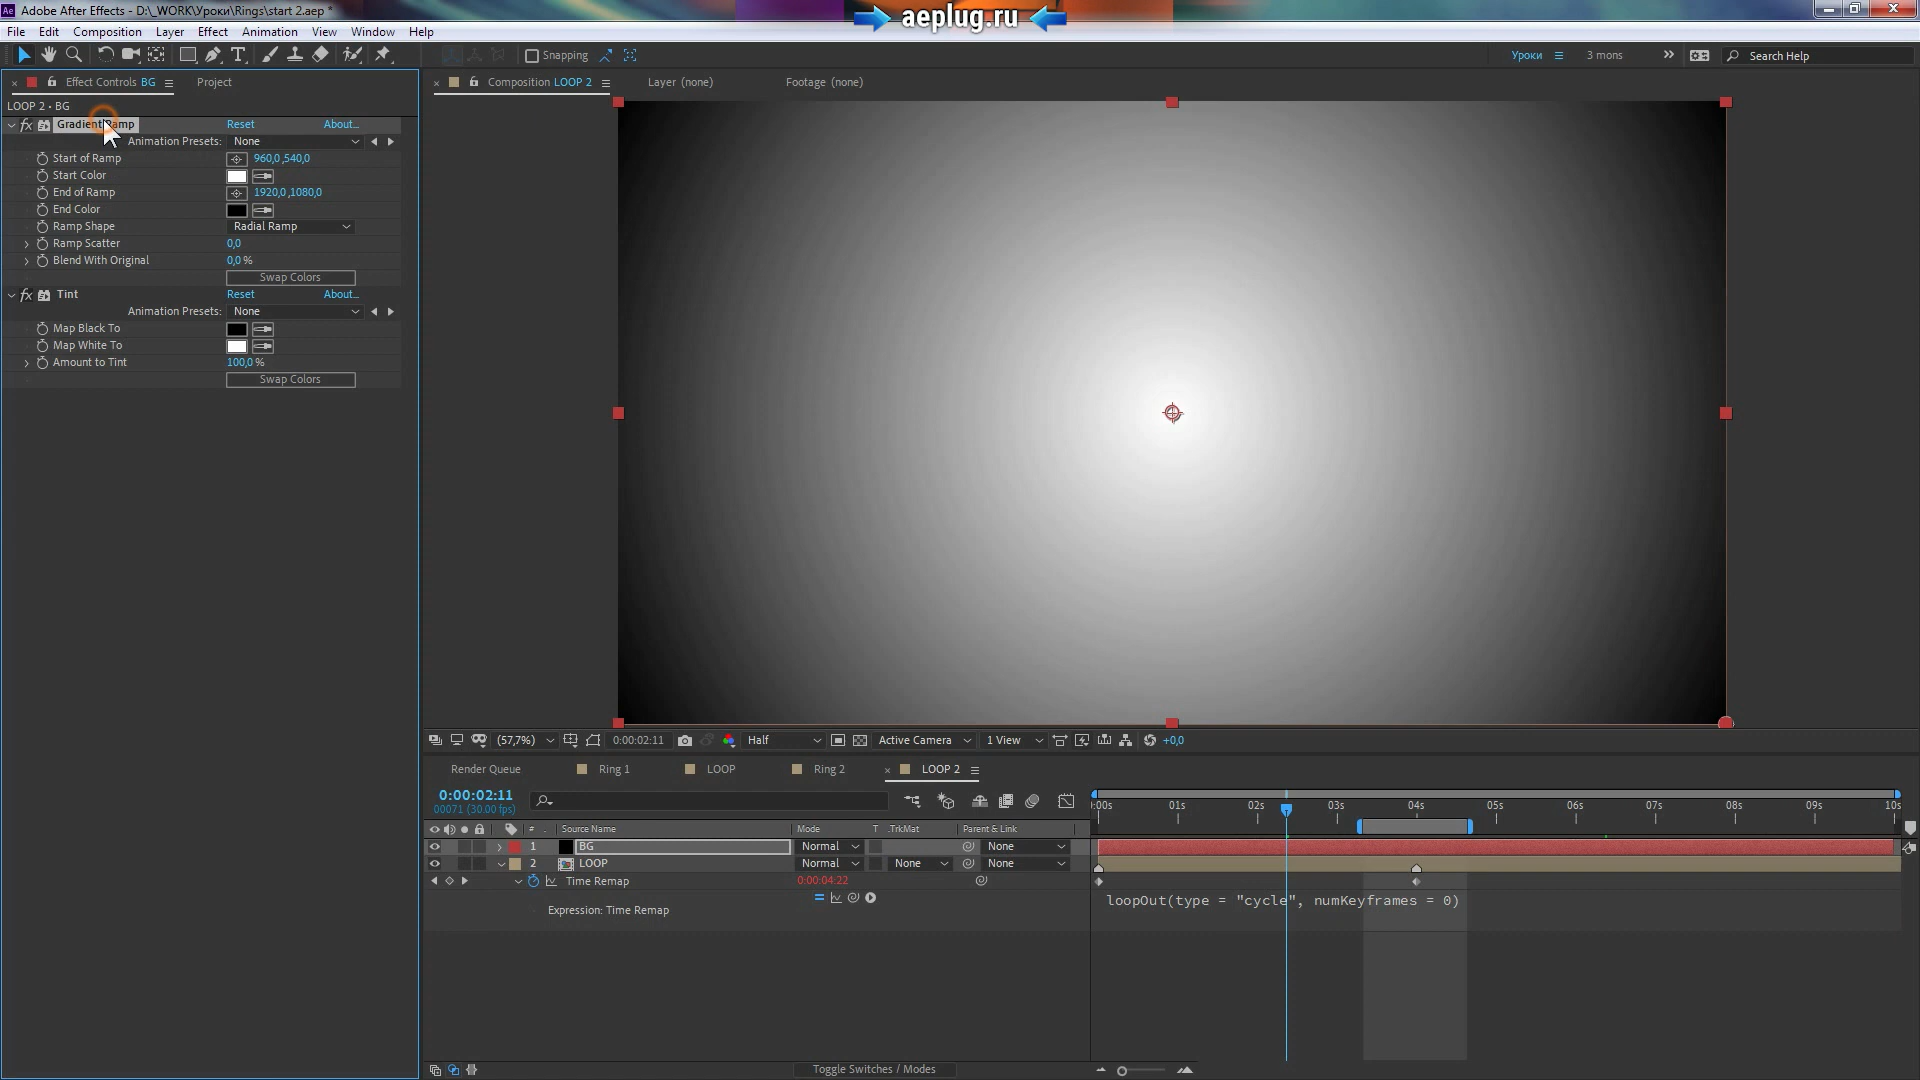 Ae Adobe After Effects - D:\_WORK\Уроки\Rings\start 2.aep *
aeplug.ru
File Edit Composition Layer Effect Animation View Window Help
Snapping
Уроки
3 mons
Search Help
Effect Controls BG
Project
LOOP 2 • BG
fx Gradient Ramp Reset About...
Animation Presets: None
Start of Ramp 960,0,540,0
Start Color
End of Ramp 1920,0,1080,0
End Color
Ramp Shape Radial Ramp
Ramp Scatter 0,0
Blend With Original 0,0 %
Swap Colors
fx Tint Reset About...
Animation Presets: None
Map Black To
Map White To
Amount to Tint 100,0 %
Swap Colors
Composition LOOP 2
Layer (none)
Footage (none)
(57,7%) 0:00:02:11 Half Active Camera 1 View +0,0
Render Queue Ring 1 LOOP Ring 2 LOOP 2
0:00:02:11
00071 (30.00 fps)
:00s 01s 02s 03s 04s 05s 06s 07s 08s 09s 10s
# Source Name Mode T .TrkMat Parent & Link
1 BG Normal None
2 LOOP Normal None None
Time Remap 0:00:04:22
Expression: Time Remap
loopOut(type = "cycle", numKeyframes = 0)
Toggle Switches / Modes